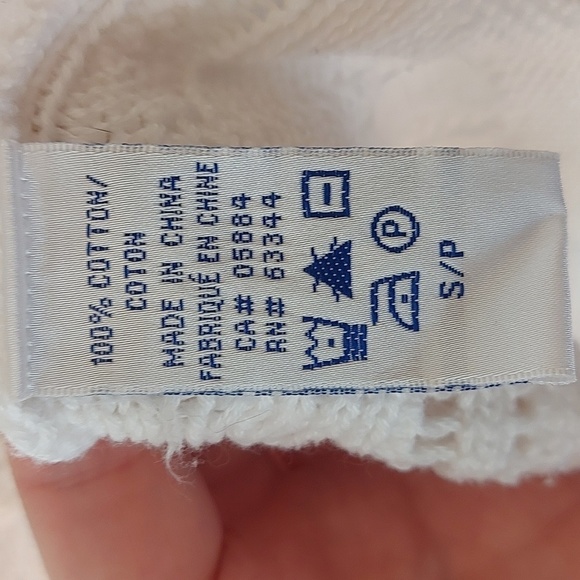 100% COTTON/
COTON
MADE IN CHINA
FABRIQUÉ EN CHINE
CA# 05884
RN# 63344
P
S/P